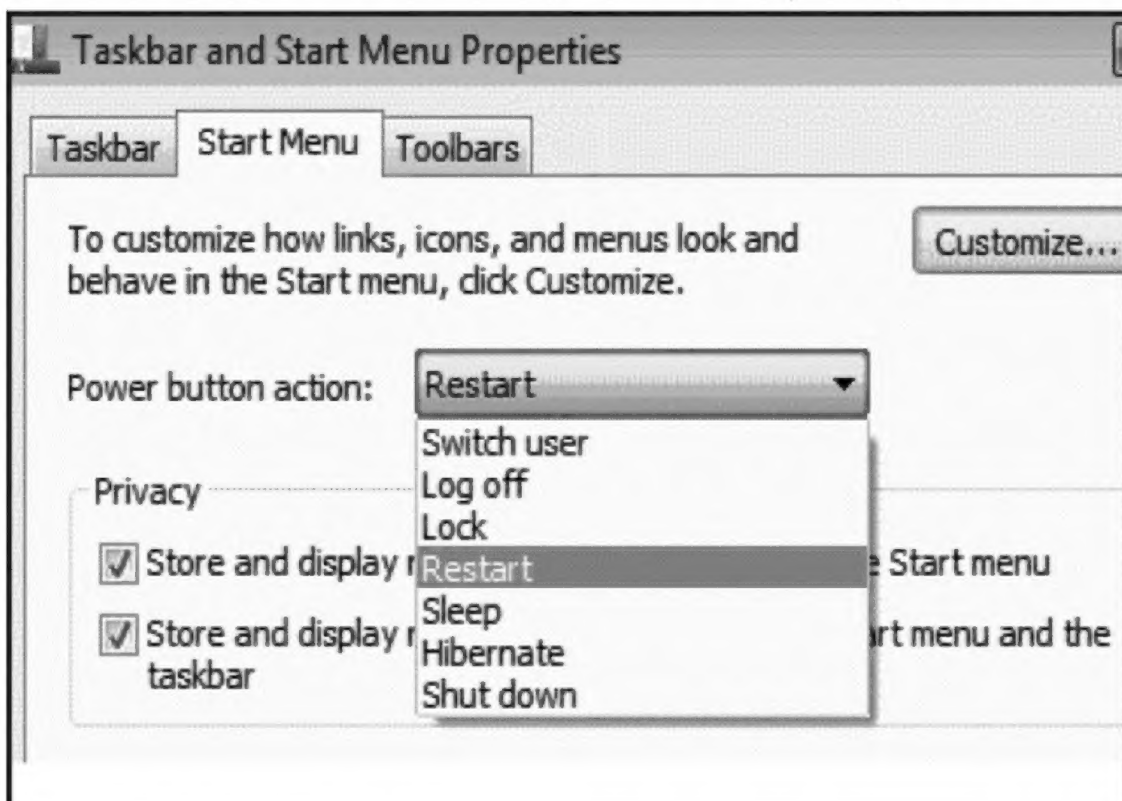 Taskbar and Start Menu Properties
Taskbar Start Menu Toolbars
To customize how links, icons, and menus look and
behave in the Start menu, click Customize.
Customize...
Power button action: Restart
Switch user
Log off
Lock
Restart
Sleep
Hibernate
Shut down
Privacy
Store and display
Start menu
Store and display
menu and the
taskbar